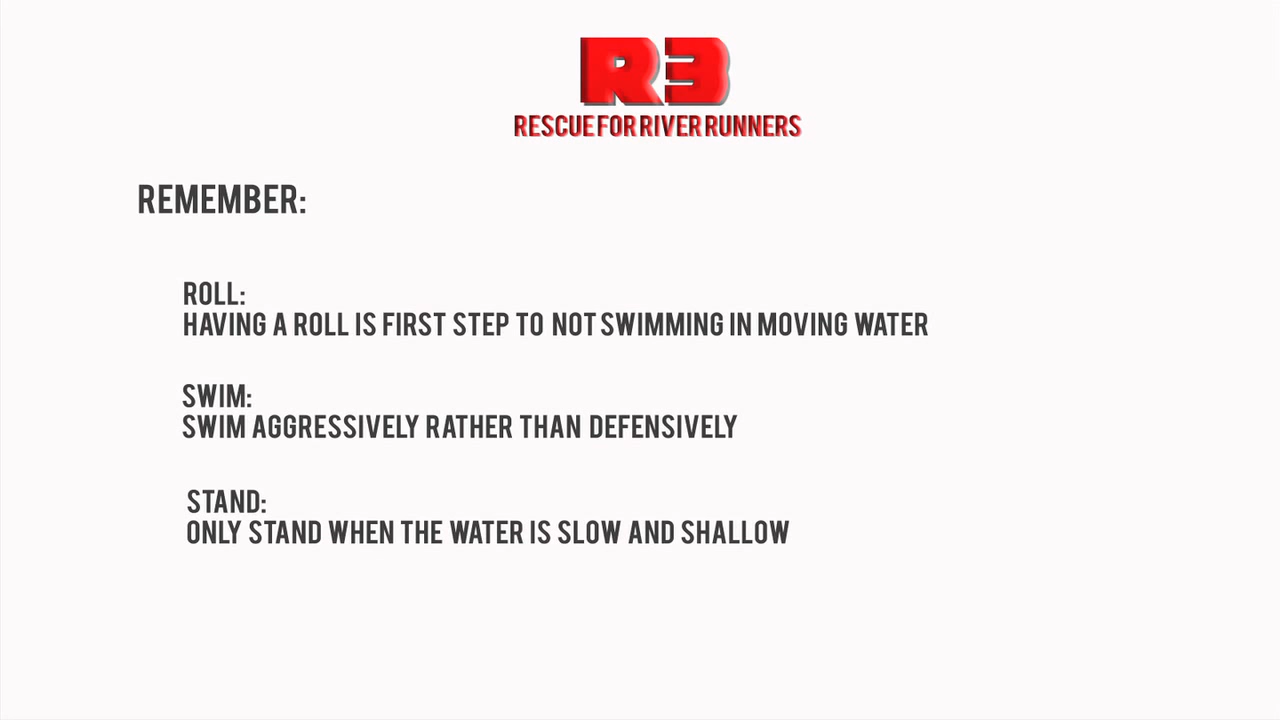 R3
RESCUE FOR RIVER RUNNERS
REMEMBER:
ROLL:
HAVING A ROLL IS FIRST STEP TO NOT SWIMMING IN MOVING WATER
SWIM:
SWIM AGGRESSIVELY RATHER THAN DEFENSIVELY
STAND:
ONLY STAND WHEN THE WATER IS SLOW AND SHALLOW